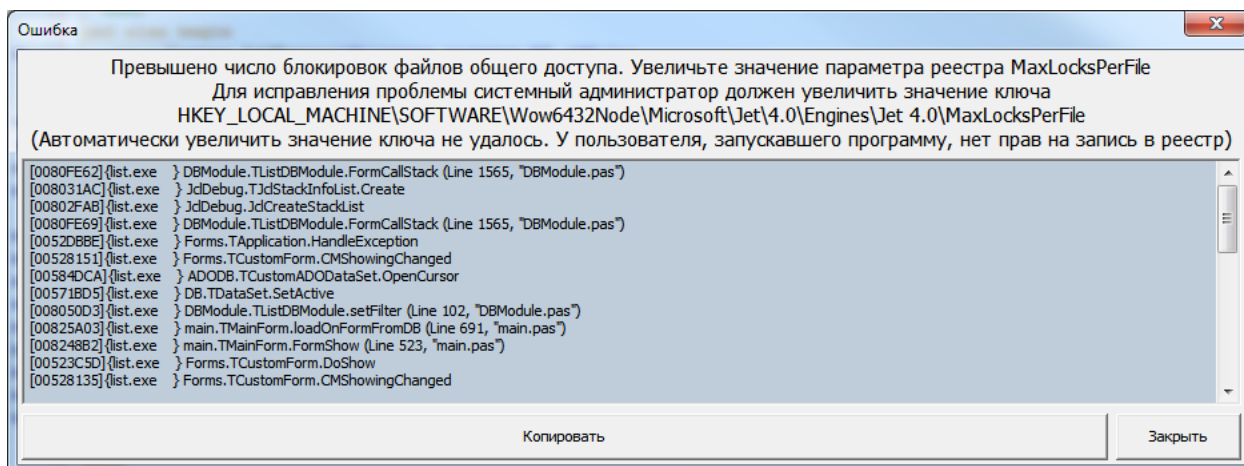 Ошибка
Превышено число блокировок файлов общего доступа. Увеличьте значение параметра реестра MaxLocksPerFile
Для исправления проблемы системный администратор должен увеличить значение ключа
HKEY_LOCAL_MACHINE\SOFTWARE\Wow6432Node\Microsoft\Jet\4.0\Engines\Jet 4.0\MaxLocksPerFile
(Автоматически увеличить значение ключа не удалось. У пользователя, запускавшего программу, нет прав на запись в реестр)
[0080FE62]{list.exe } DBModule.TListDBModule.FormCallStack (Line 1565, "DBModule.pas")
[008031AC]{list.exe } JclDebug.TJclStackInfoList.Create
[00802FAB]{list.exe } JclDebug.JclCreateStackList
[0080FE69]{list.exe } DBModule.TListDBModule.FormCallStack (Line 1565, "DBModule.pas")
[0052DBBE]{list.exe } Forms.TApplication.HandleException
[00528151]{list.exe } Forms.TCustomForm.CMShowingChanged
[00584DCA]{list.exe } ADODB.TCustomADODataSet.OpenCursor
[00571BD5]{list.exe } DB.TDataSet.SetActive
[008050D3]{list.exe } DBModule.TListDBModule.setFilter (Line 102, "DBModule.pas")
[00825A03]{list.exe } main.TMainForm.loadOnFormFromDB (Line 691, "main.pas")
[008248B2]{list.exe } main.TMainForm.FormShow (Line 523, "main.pas")
[00523C5D]{list.exe } Forms.TCustomForm.DoShow
[00528135]{list.exe } Forms.TCustomForm.CMShowingChanged
Копировать
Закрыть